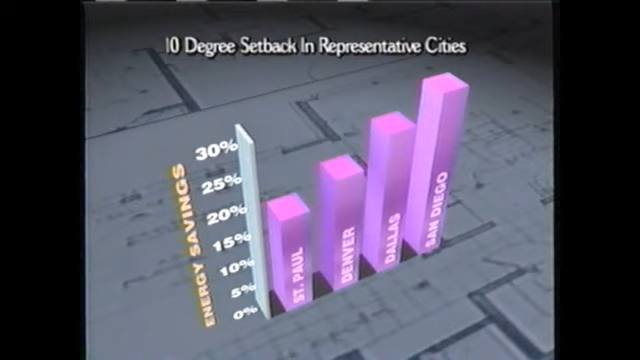 10 Degree Setback In Representative Cities
30%
25%
20%
15%
10%
5%
0%
ENERGY SAVINGS
ST. PAUL
DENVER
DALLAS
SAN DIEGO